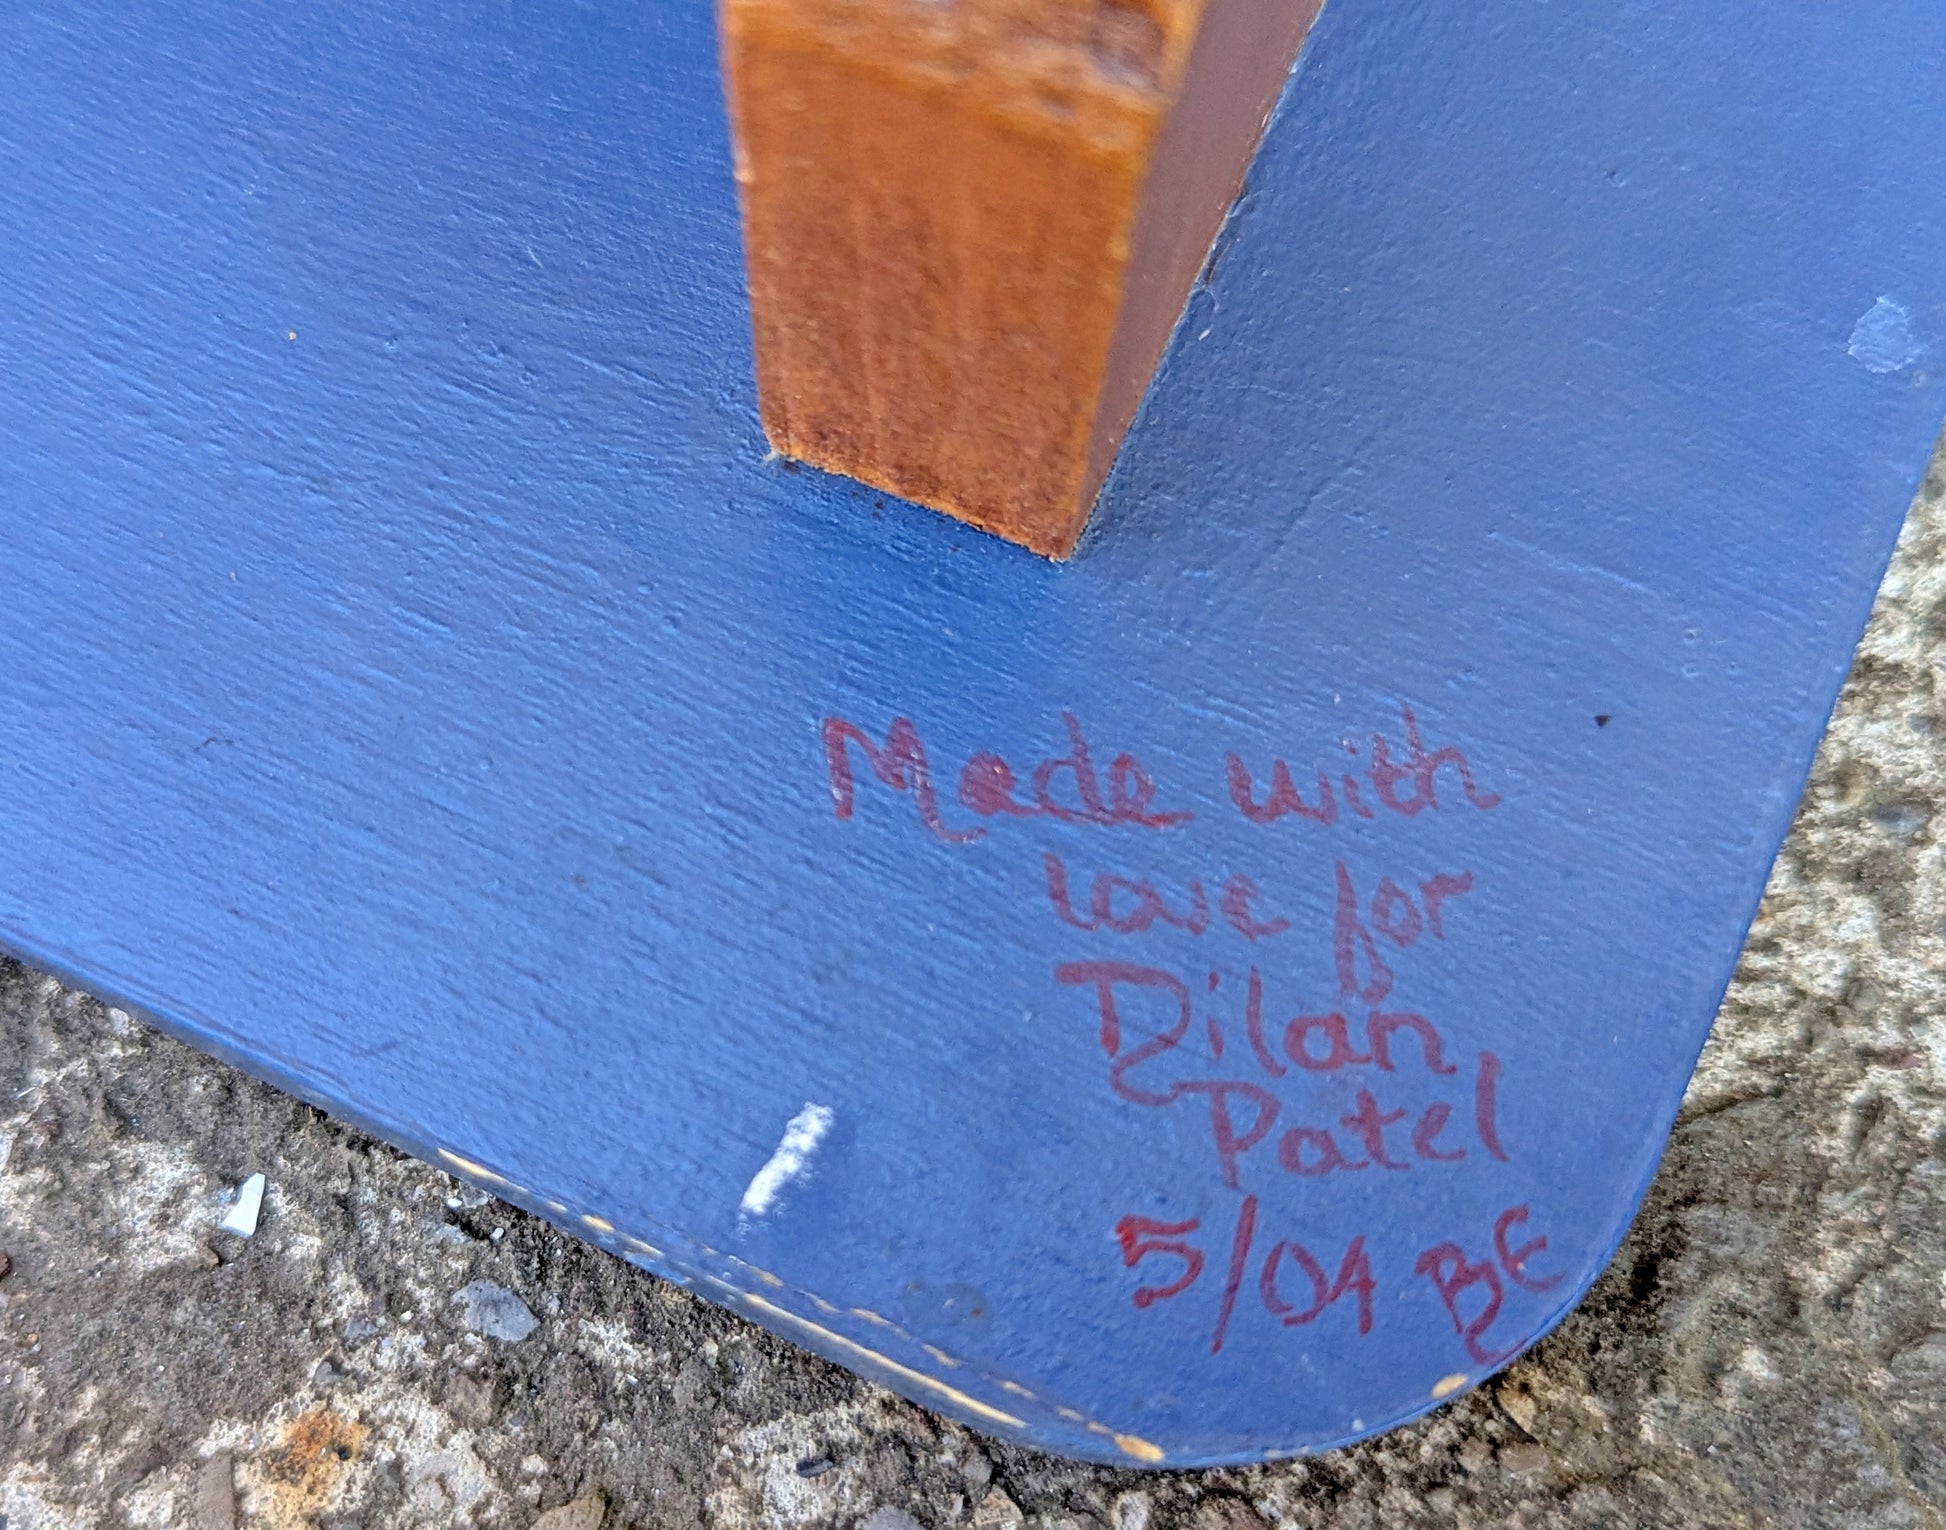 Made with
love for
Dilan
Patel
5/04 BE